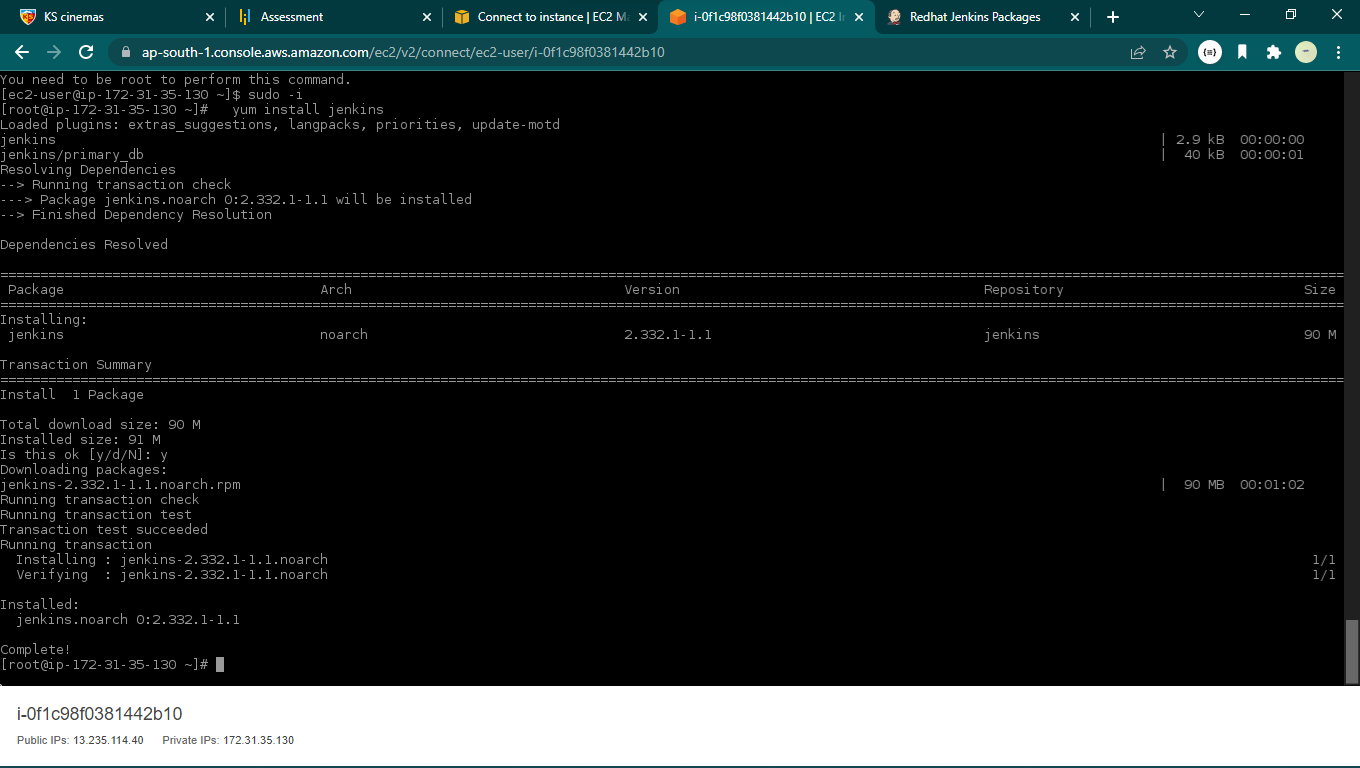 KS cinemas
Assessment
Connect to instance | EC2 Ma
i-0f1c98f0381442b10 | EC2 In
Redhat Jenkins Packages
ap-south-1.console.aws.amazon.com/ec2/v2/connect/ec2-user/i-0f1c98f0381442b10
You need to be root to perform this command.
[ec2-user@ip-172-31-35-130 ~]$ sudo -i
[root@ip-172-31-35-130 ~]#   yum install jenkins
Loaded plugins: extras_suggestions, langpacks, priorities, update-motd
jenkins | 2.9 kB  00:00:00
jenkins/primary_db |  40 kB  00:00:01
Resolving Dependencies
--> Running transaction check
---> Package jenkins.noarch 0:2.332.1-1.1 will be installed
--> Finished Dependency Resolution
Dependencies Resolved
Package Arch Version Repository Size
Installing:
jenkins noarch 2.332.1-1.1 jenkins 90 M
Transaction Summary
Install  1 Package
Total download size: 90 M
Installed size: 91 M
Is this ok [y/d/N]: y
Downloading packages:
jenkins-2.332.1-1.1.noarch.rpm |  90 MB  00:01:02
Running transaction check
Running transaction test
Transaction test succeeded
Running transaction
Installing : jenkins-2.332.1-1.1.noarch 1/1
Verifying  : jenkins-2.332.1-1.1.noarch 1/1
Installed:
jenkins.noarch 0:2.332.1-1.1
Complete!
[root@ip-172-31-35-130 ~]#
i-0f1c98f0381442b10
Public IPs: 13.235.114.40 Private IPs: 172.31.35.130